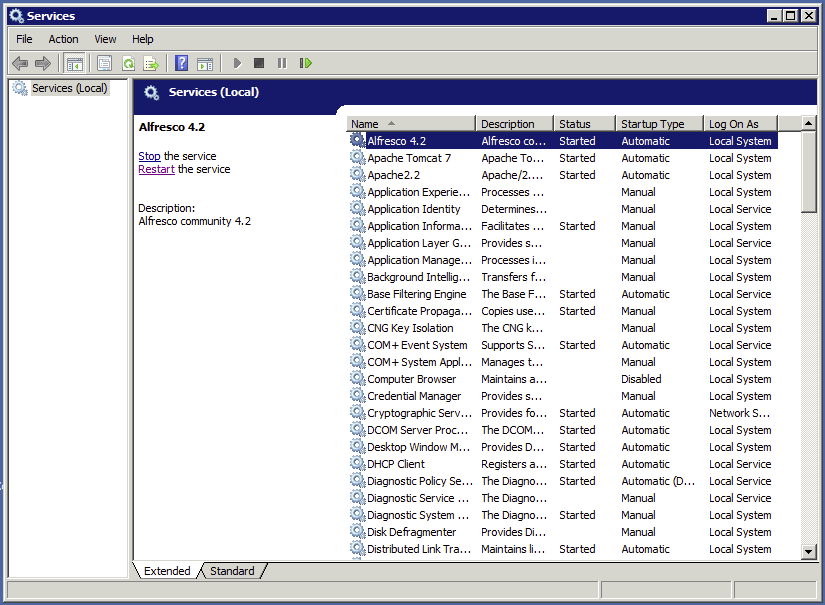 Services
File Action View Help
Services (Local)
Services (Local)
Alfresco 4.2
Stop the service
Restart the service
Description:
Alfresco community 4.2
Name Description Status Startup Type Log On As
Alfresco 4.2 Alfresco co... Started Automatic Local System
Apache Tomcat 7 Apache To... Started Automatic Local System
Apache2.2 Apache/2.... Started Automatic Local System
Application Experie... Processes ... Manual Local System
Application Identity Determines... Manual Local Service
Application Informa... Facilitates ... Started Manual Local System
Application Layer G... Provides s... Manual Local Service
Application Manage... Processes i... Manual Local System
Background Intellig... Transfers f... Manual Local System
Base Filtering Engine The Base F... Started Automatic Local Service
Certificate Propaga... Copies use... Started Manual Local System
CNG Key Isolation The CNG k... Manual Local System
COM+ Event System Supports S... Started Automatic Local Service
COM+ System Appl... Manages t... Manual Local System
Computer Browser Maintains a... Disabled Local System
Credential Manager Provides s... Manual Local System
Cryptographic Serv... Provides fo... Started Automatic Network S...
DCOM Server Proc... The DCOM... Started Automatic Local System
Desktop Window M... Provides D... Started Automatic Local System
DHCP Client Registers a... Started Automatic Local Service
Diagnostic Policy Se... The Diagno... Started Automatic (D... Local Service
Diagnostic Service ... The Diagno... Manual Local Service
Diagnostic System ... The Diagno... Started Manual Local System
Disk Defragmenter Provides Di... Manual Local System
Distributed Link Tra... Maintains li... Started Automatic Local System
Extended Standard